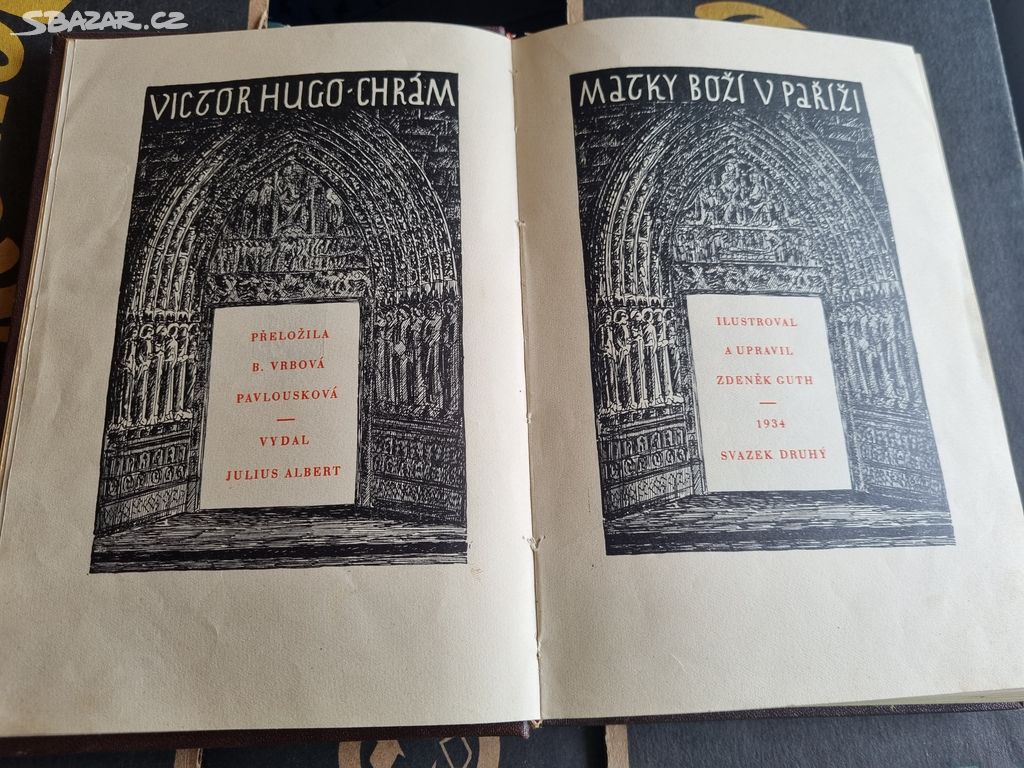 SBAZAR.CZ
VICTOR HUGO · CHRÁM
PŘELOŽILA
B. VRBOVÁ
PAVLOUSKOVÁ
—
VYDAL
JULIUS ALBERT
MATKY BOŽÍ V PAŘÍŽI
ILUSTROVAL
A UPRAVIL
ZDENĚK GUTH
—
1934
SVAZEK DRUHÝ